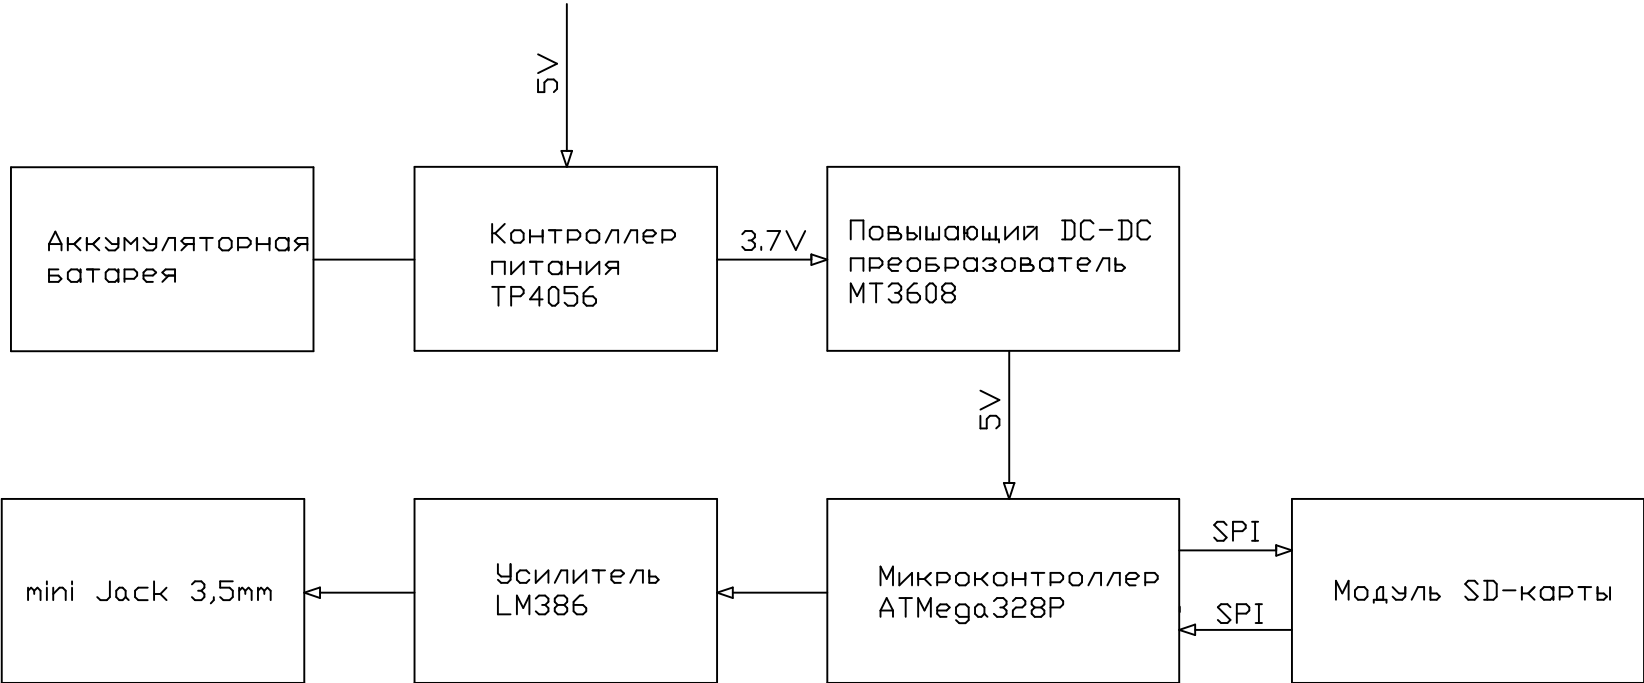 5V
Аккумуляторная
батарея
Контроллер
питания
TP4056
3.7V
Повышающий DC-DC
преобразователь
MT3608
5V
mini Jack 3,5mm
Усилитель
LM386
Микроконтроллер
ATMega328P
SPI
SPI
Модуль SD-карты